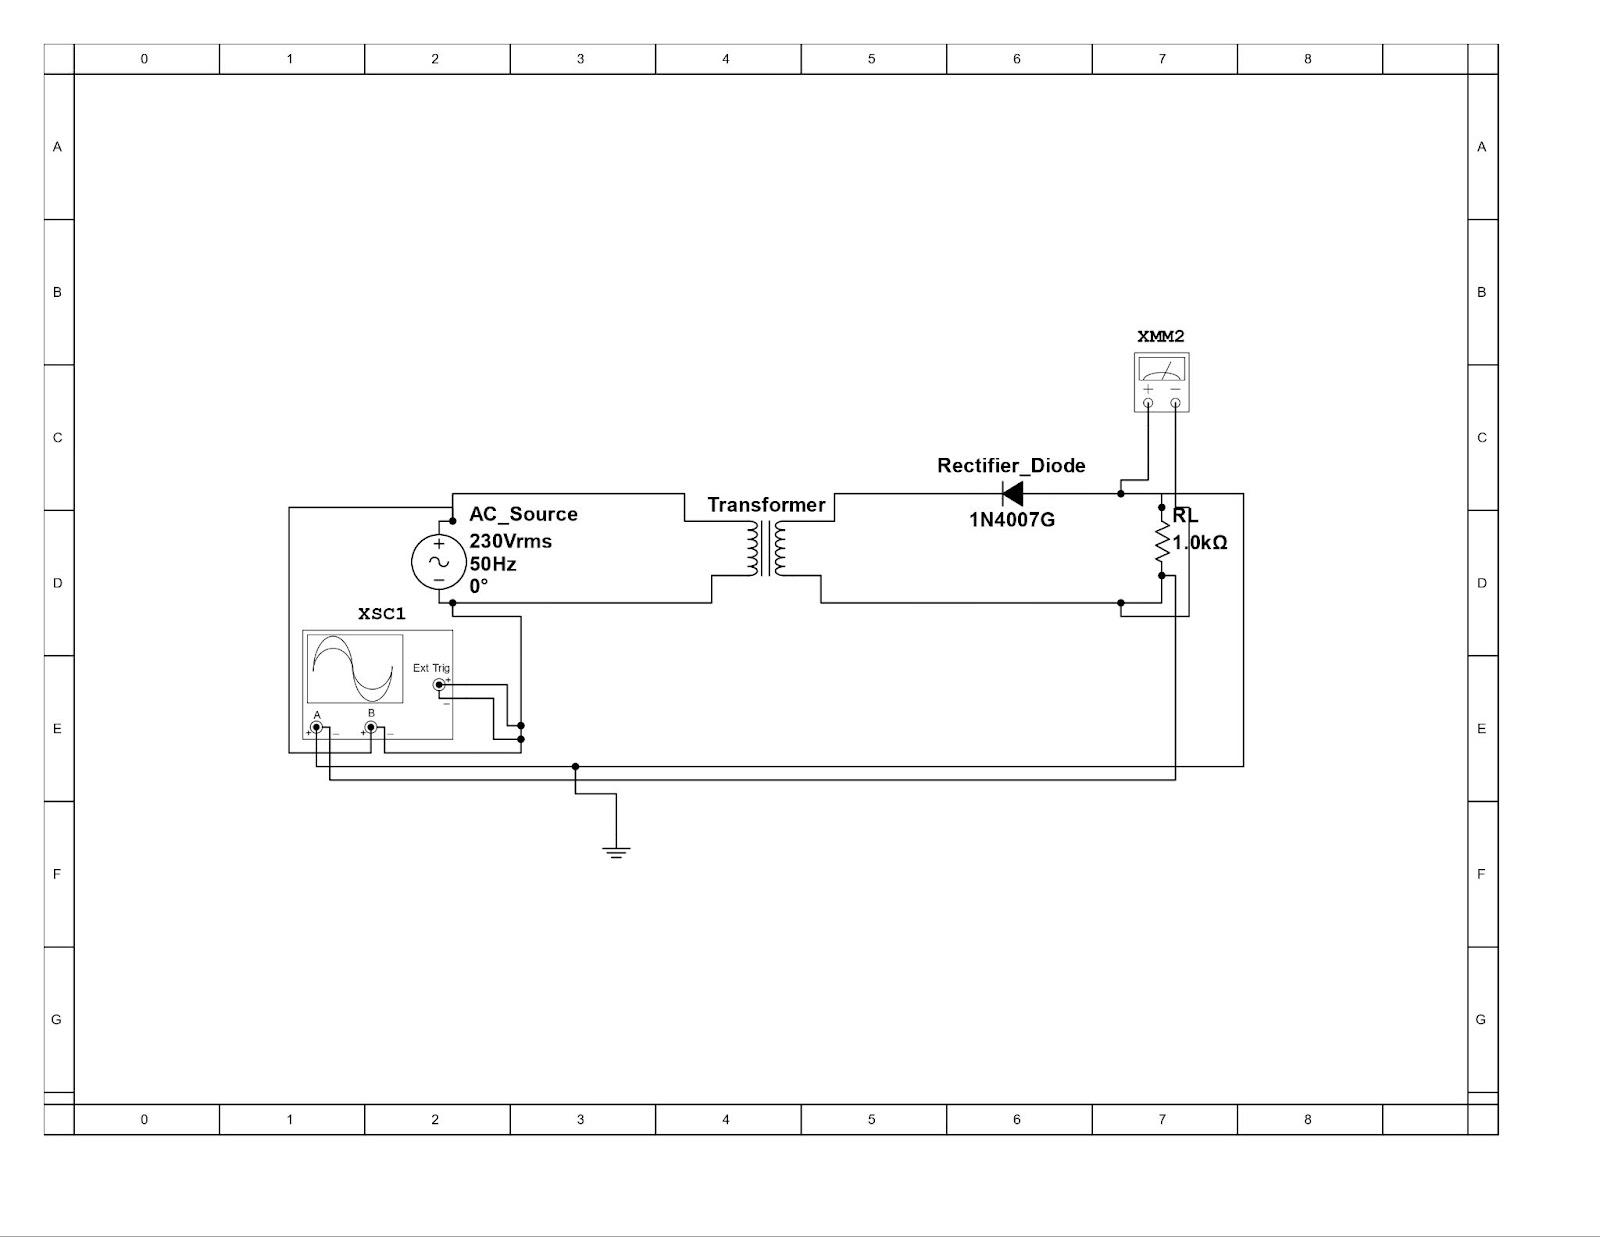 0 1 2 3 4 5 6 7 8
A A
B B
XMM2
+ −
C C
Rectifier_Diode
1N4007G
Transformer
AC_Source
230Vrms
50Hz
0°
+
−
RL
1.0kΩ
D D
XSC1
Ext Trig
+
−
A B
+ − + −
E E
F F
G G
0 1 2 3 4 5 6 7 8